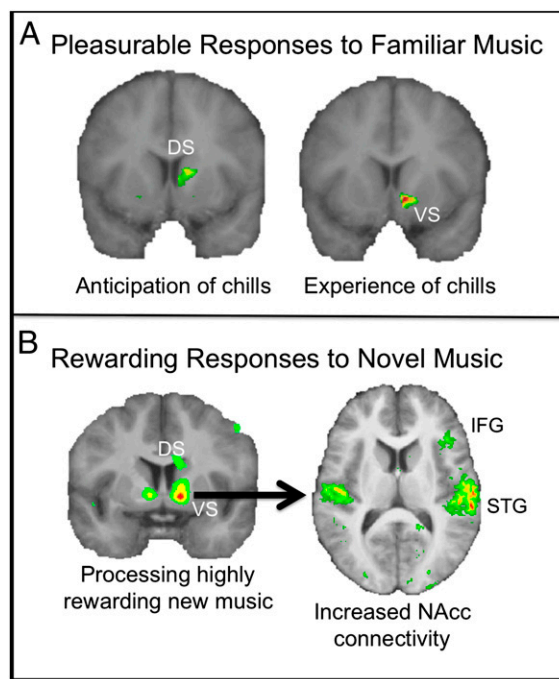 A
Pleasurable Responses to Familiar Music
DS
VS
Anticipation of chills
Experience of chills
B
Rewarding Responses to Novel Music
DS
VS
IFG
STG
Processing highly
rewarding new music
Increased NAcc
connectivity